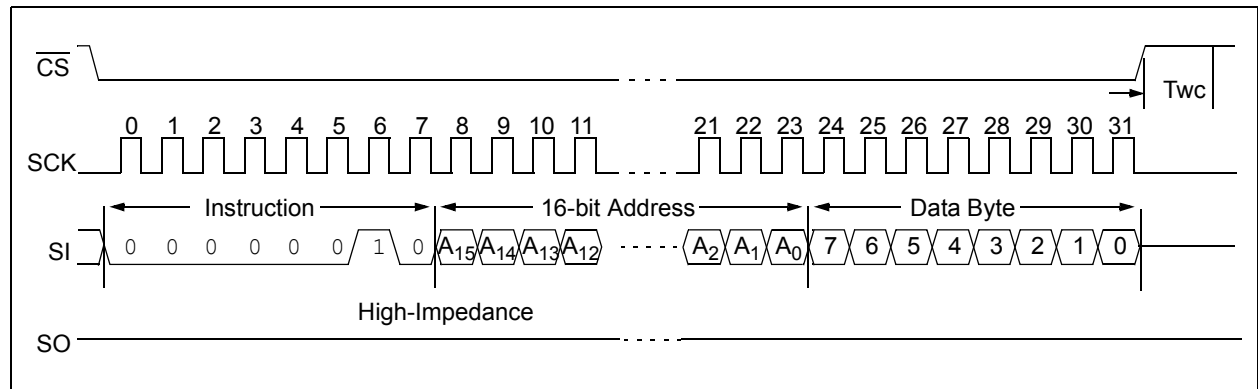 CS
Twc
0 1 2 3 4 5 6 7 8 9 10 11 21 22 23 24 25 26 27 28 29 30 31
SCK
Instruction 16-bit Address Data Byte
SI 0 0 0 0 0 0 1 0 A15 A14 A13 A12 A2 A1 A0 7 6 5 4 3 2 1 0
High-Impedance
SO